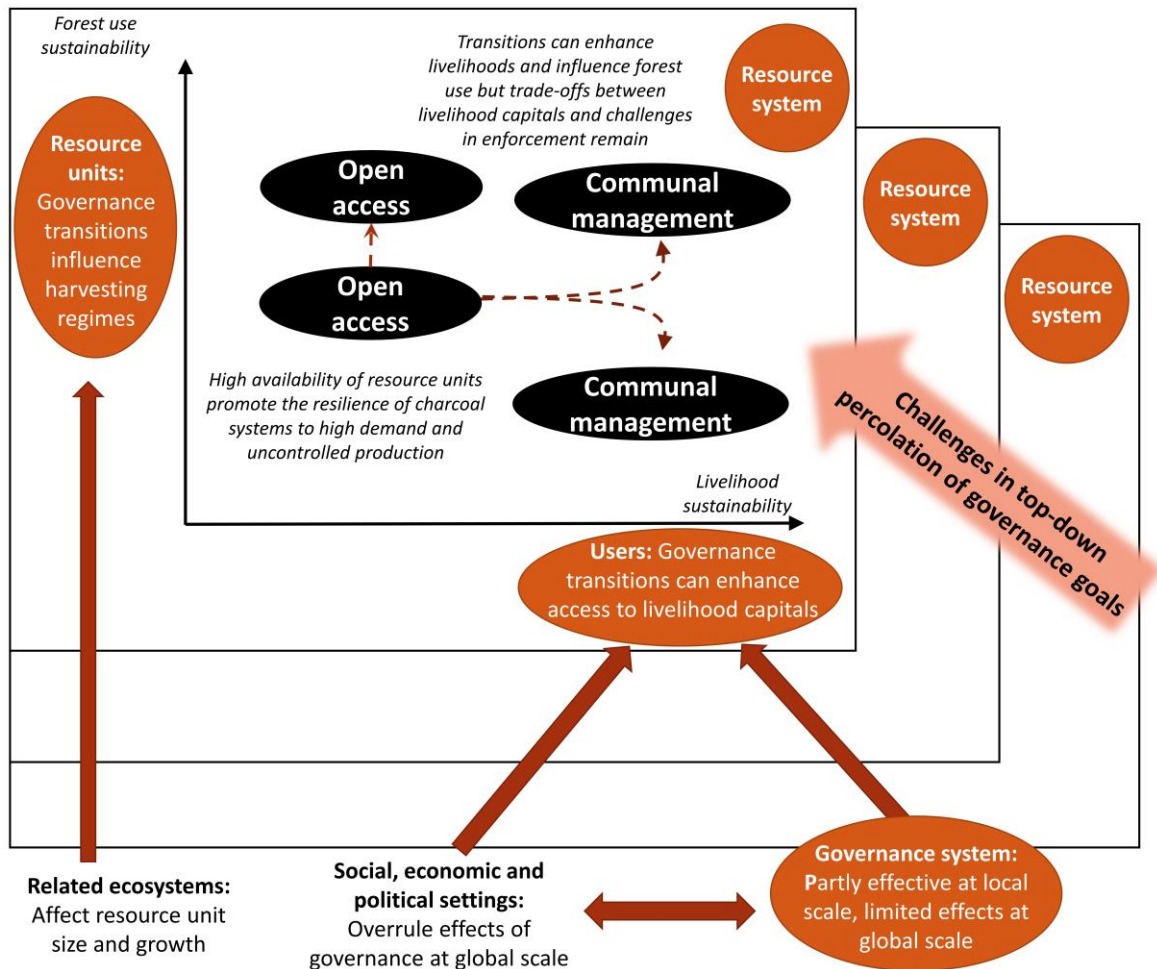 Forest use
sustainability
Transitions can enhance
livelihoods and influence forest
use but trade-offs between
livelihood capitals and challenges
in enforcement remain
Resource
system
Resource
units:
Governance
transitions
influence
harvesting
regimes
Open
access
Communal
management
Resource
system
Open
access
Resource
system
High availability of resource units
promote the resilience of charcoal
systems to high demand and
uncontrolled production
Communal
management
Challenges in top-down
percolation of governance goals
Livelihood
sustainability
Users: Governance
transitions can enhance
access to livelihood capitals
Related ecosystems:
Affect resource unit
size and growth
Social, economic and
political settings:
Overrule effects of
governance at global scale
Governance system:
Partly effective at local
scale, limited effects at
global scale